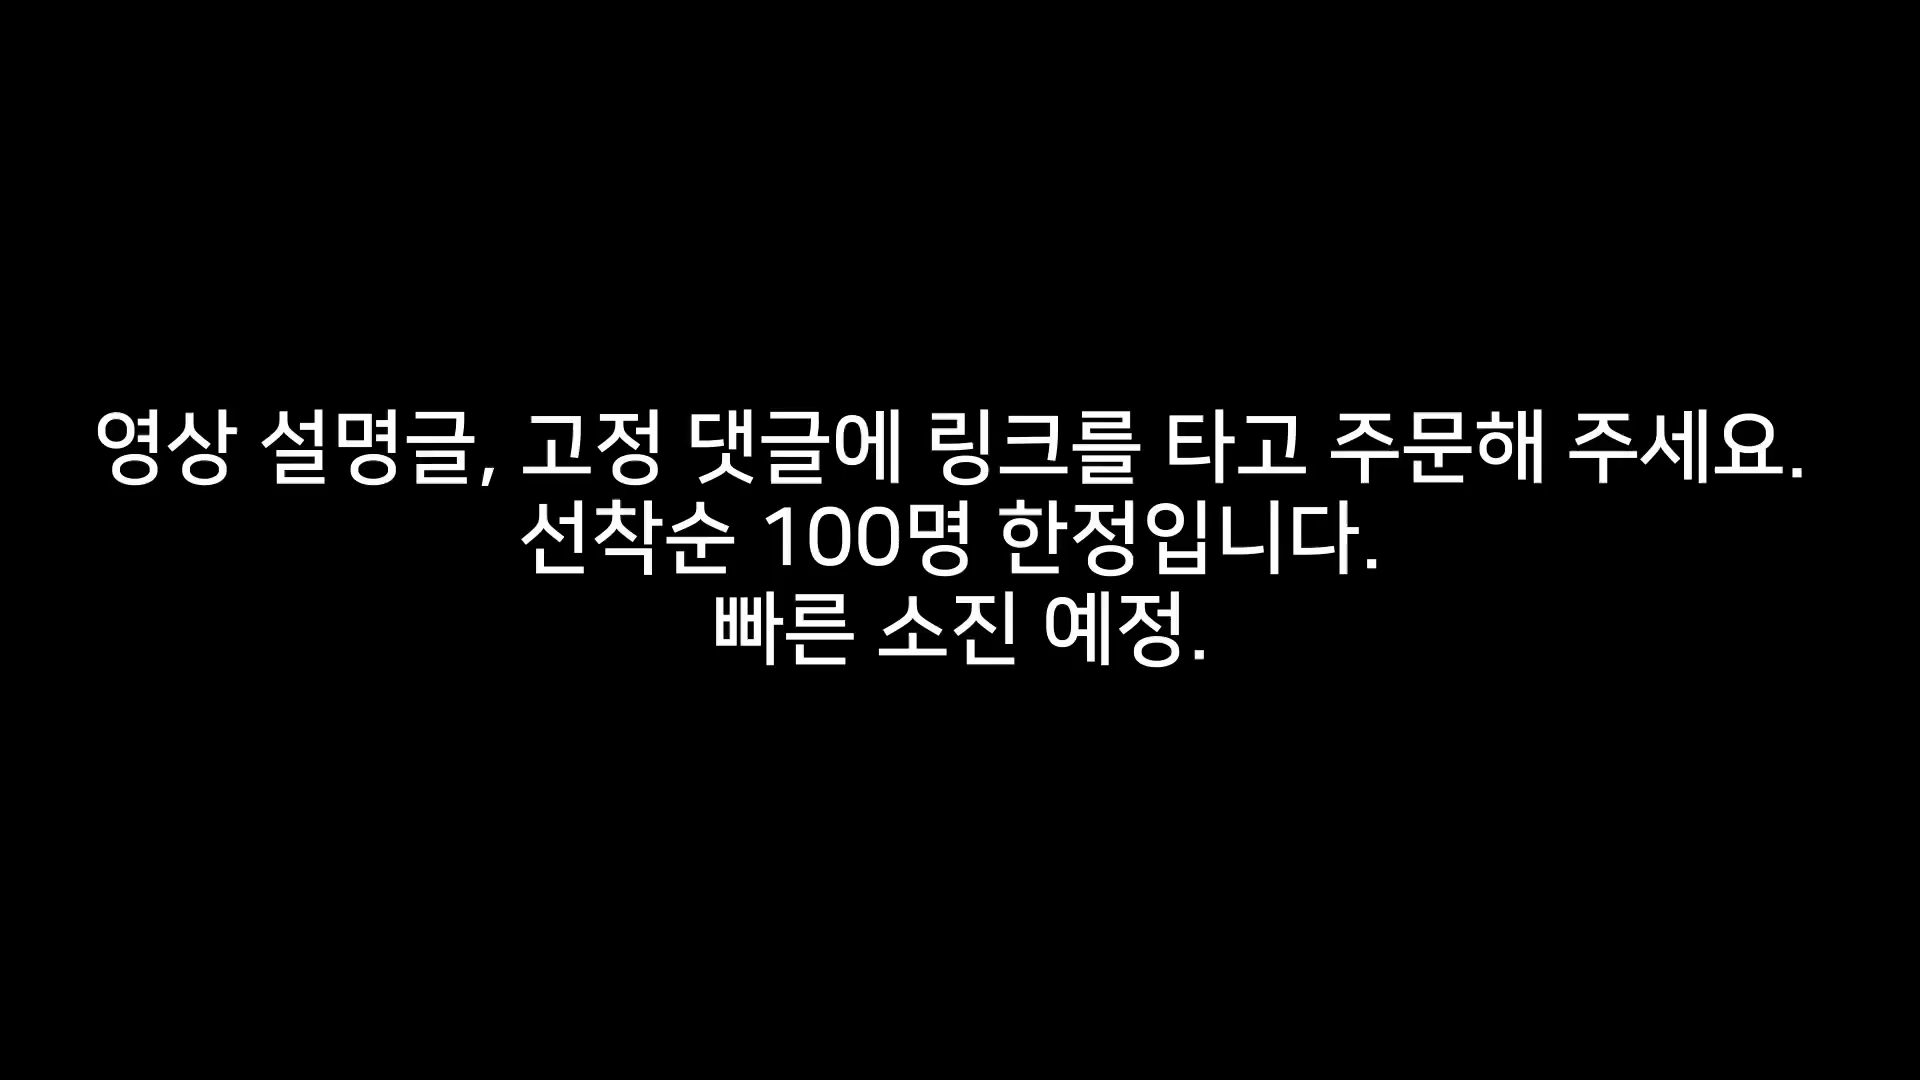 영상 설명글, 고정 댓글에 링크를 타고 주문해 주세요.
선착순 100명 한정입니다.
빠른 소진 예정.